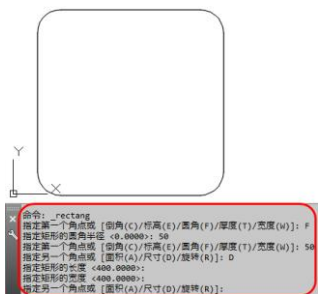 Y
X
命令: _rectang
指定第一个角点或 [倒角(C)/标高(E)/圆角(F)/厚度(T)/宽度(W)]: F
指定矩形的圆角半径 <0.0000>: 50
指定第一个角点或 [倒角(C)/标高(E)/圆角(F)/厚度(T)/宽度(W)]: 50
指定另一个角点或 [面积(A)/尺寸(D)/旋转(R)]: D
指定矩形的长度 <400.0000>:
指定矩形的宽度 <400.0000>:
指定另一个角点或 [面积(A)/尺寸(D)/旋转(R)]: